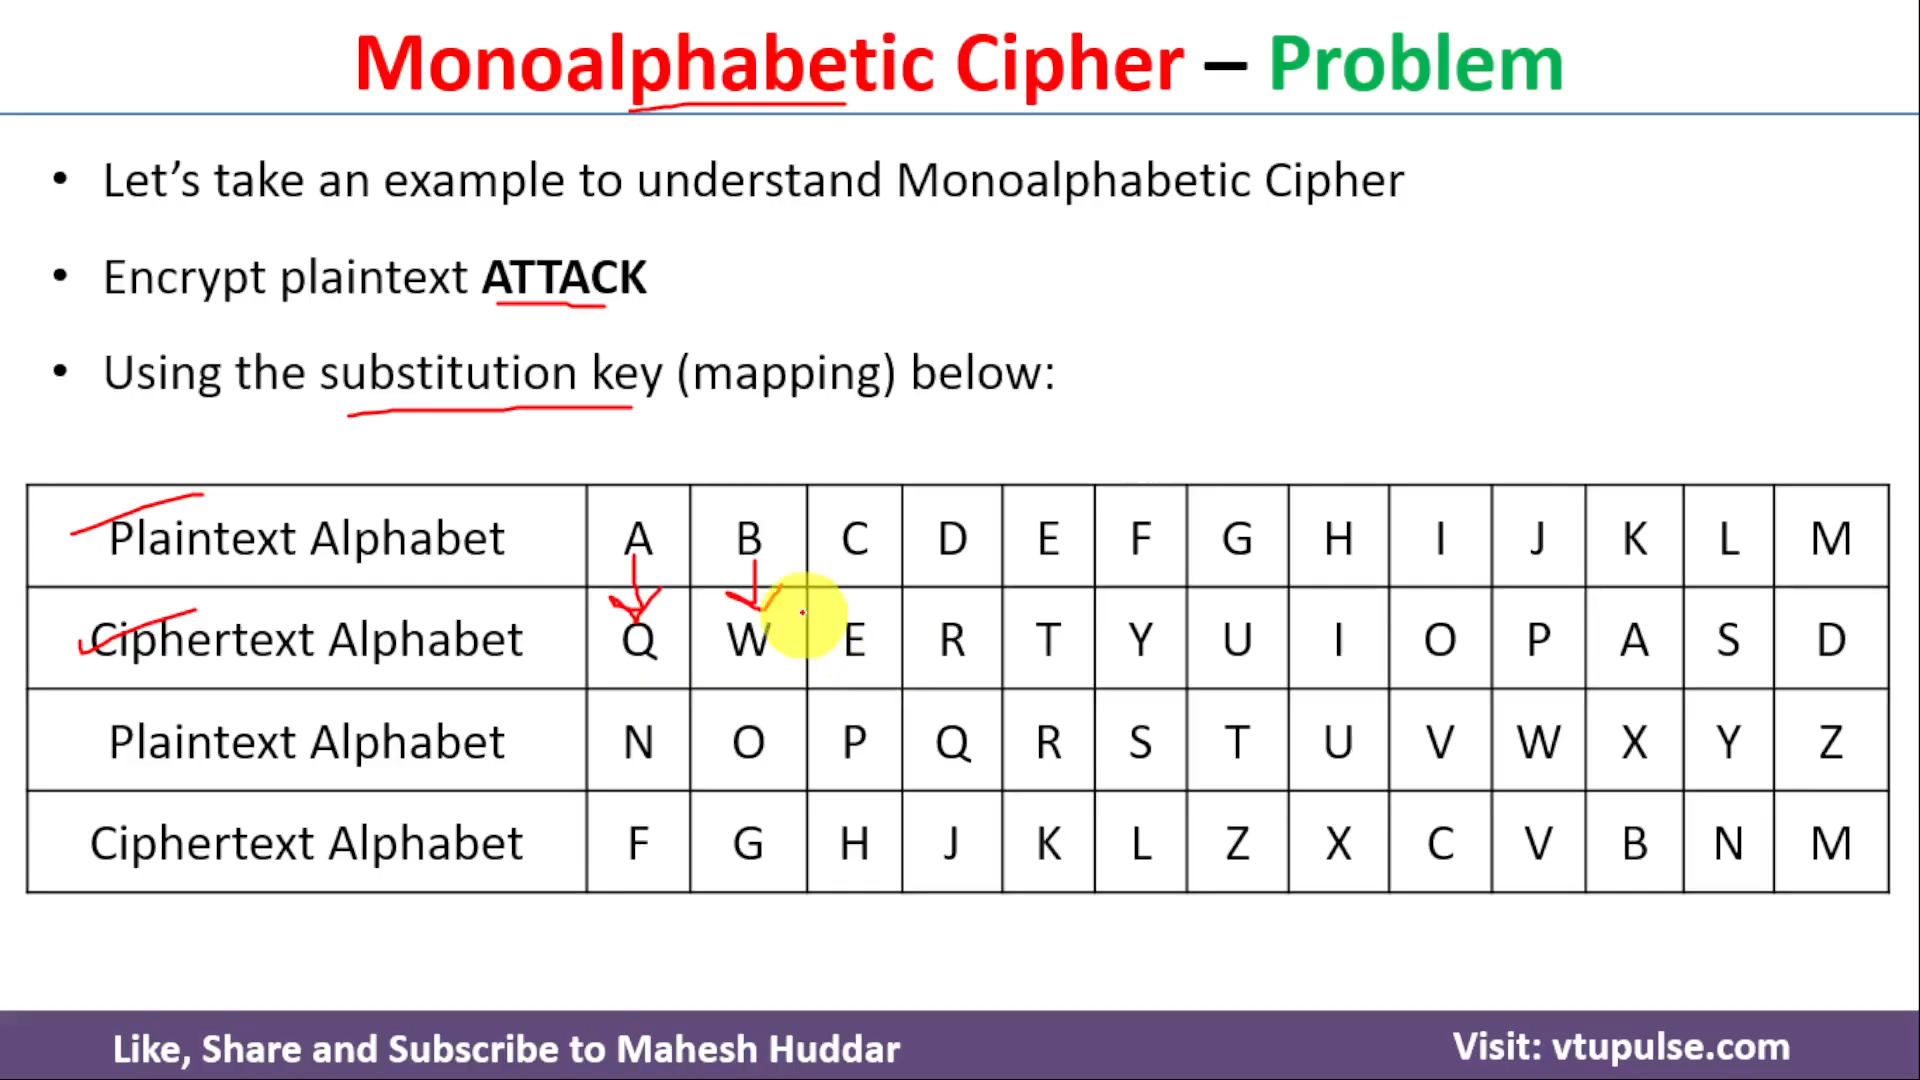 Monoalphabetic Cipher – Problem
• Let’s take an example to understand Monoalphabetic Cipher
• Encrypt plaintext ATTACK
• Using the substitution key (mapping) below:
Plaintext Alphabet A B C D E F G H I J K L M
Ciphertext Alphabet Q W E R T Y U I O P A S D
Plaintext Alphabet N O P Q R S T U V W X Y Z
Ciphertext Alphabet F G H J K L Z X C V B N M
Like, Share and Subscribe to Mahesh Huddar
Visit: vtupulse.com